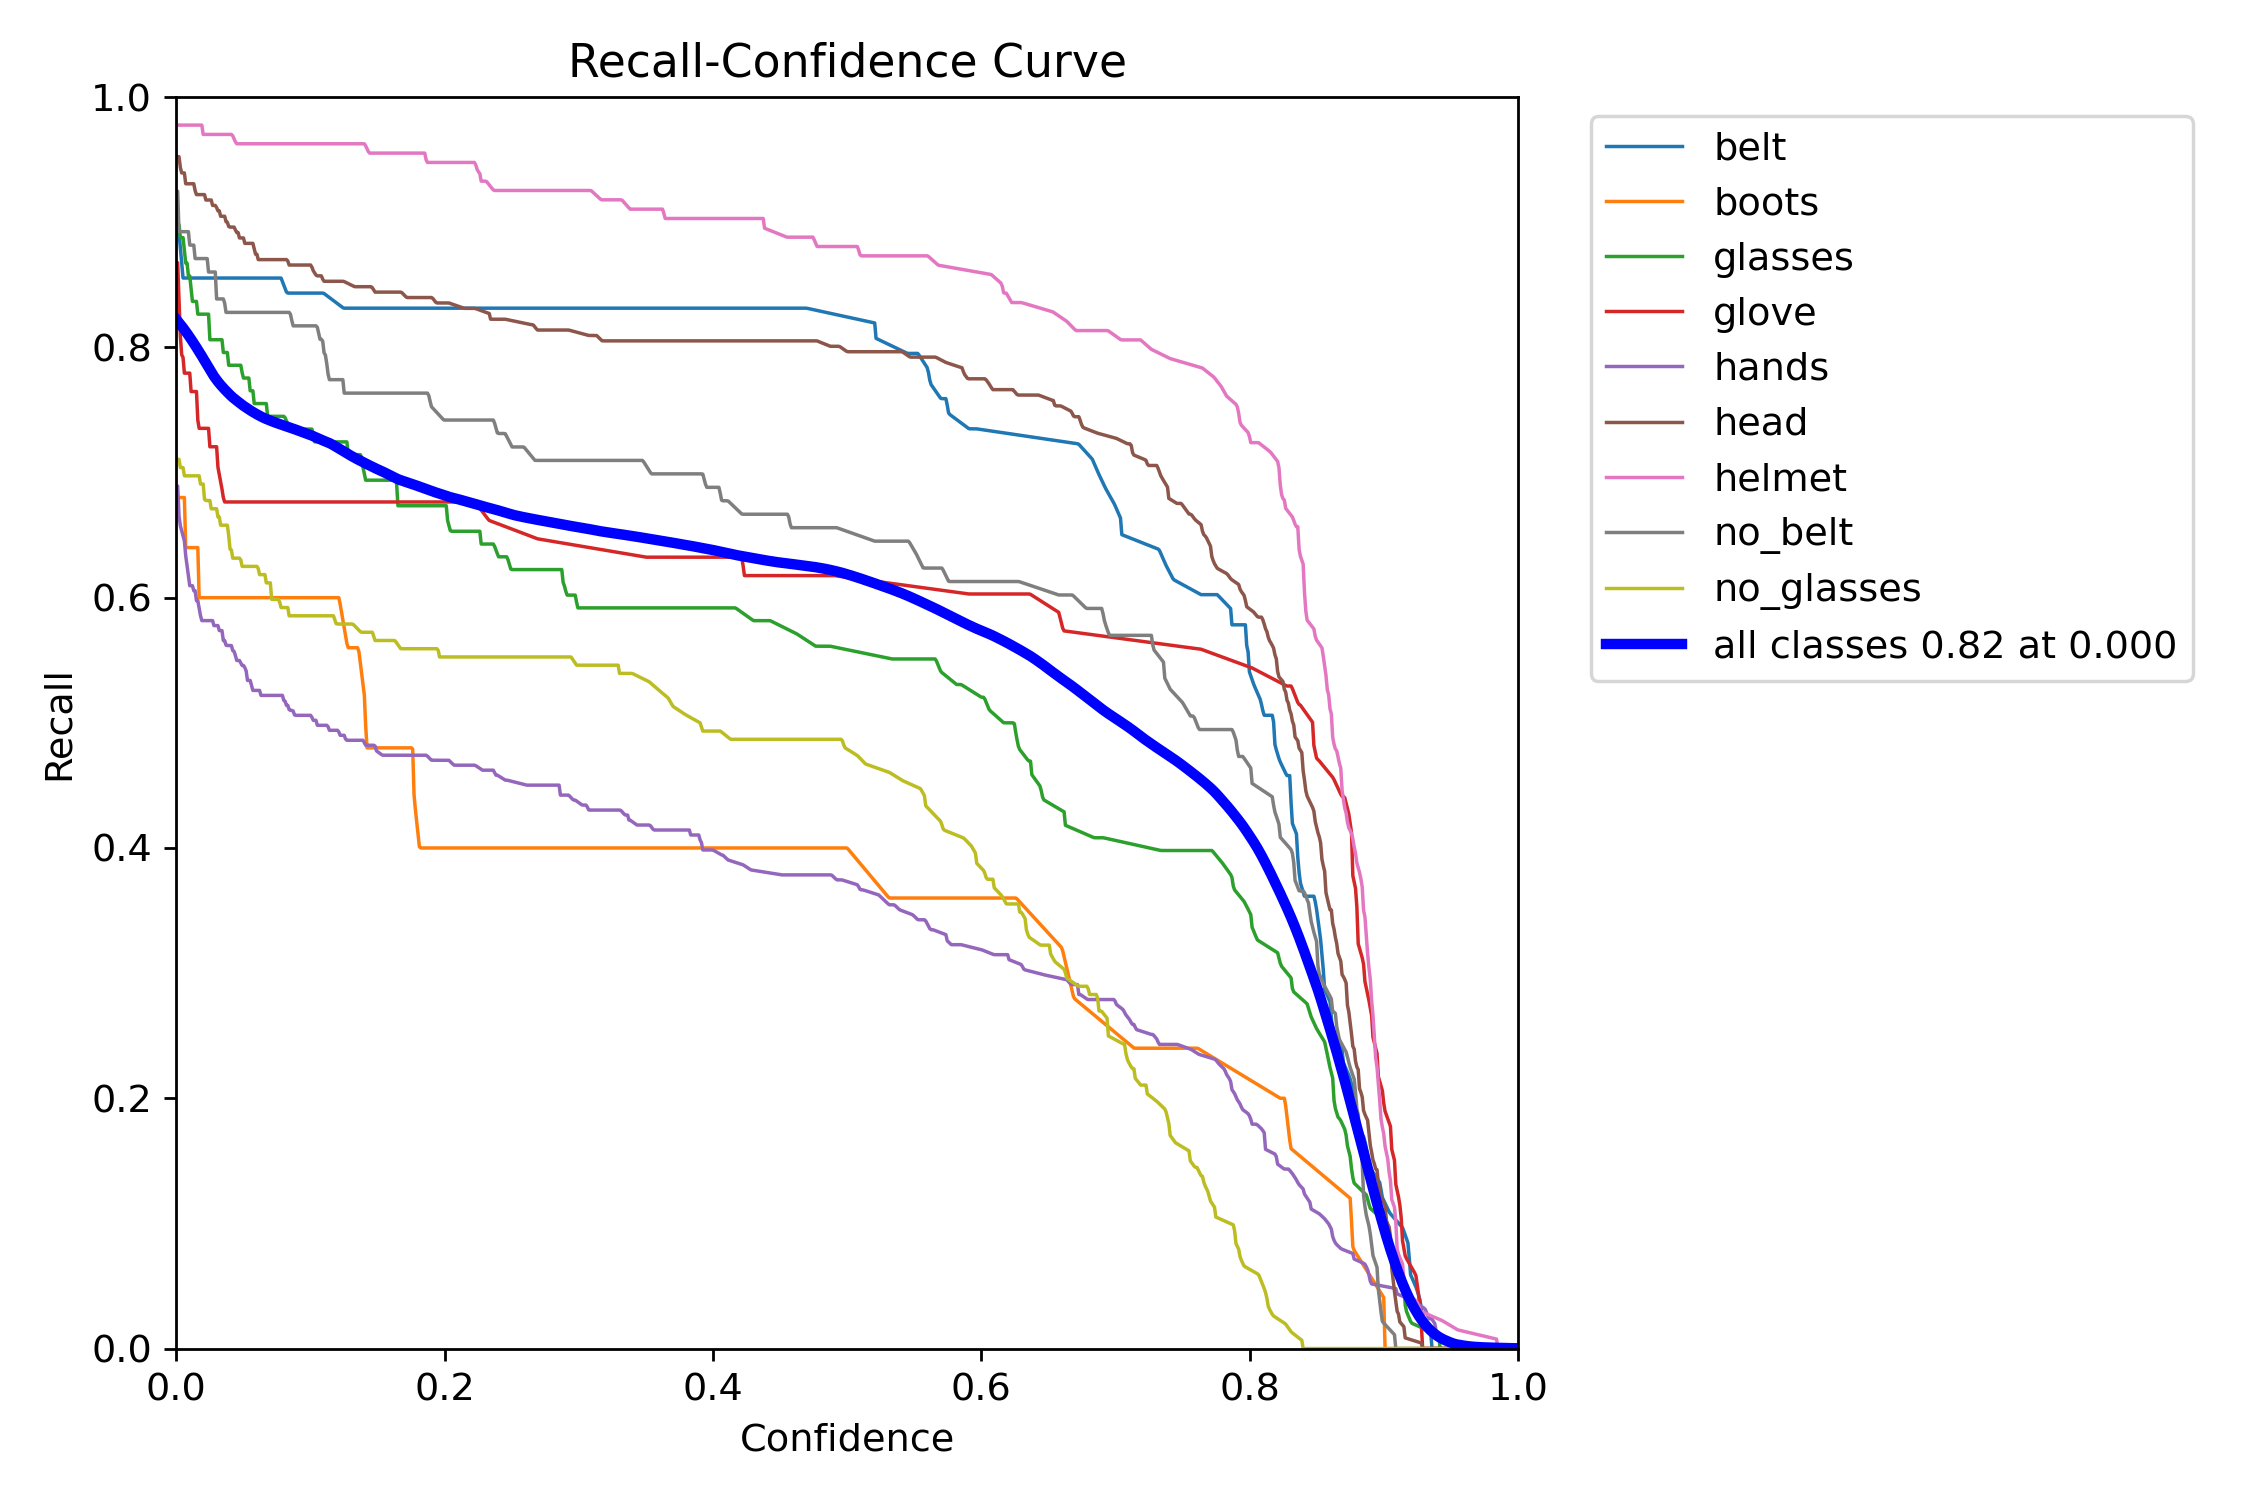 Recall-Confidence Curve
1.0
0.8
0.6
0.4
0.2
0.0
Recall
0.0 0.2 0.4 0.6 0.8 1.0
Confidence
belt
boots
glasses
glove
hands
head
helmet
no_belt
no_glasses
all classes 0.82 at 0.000